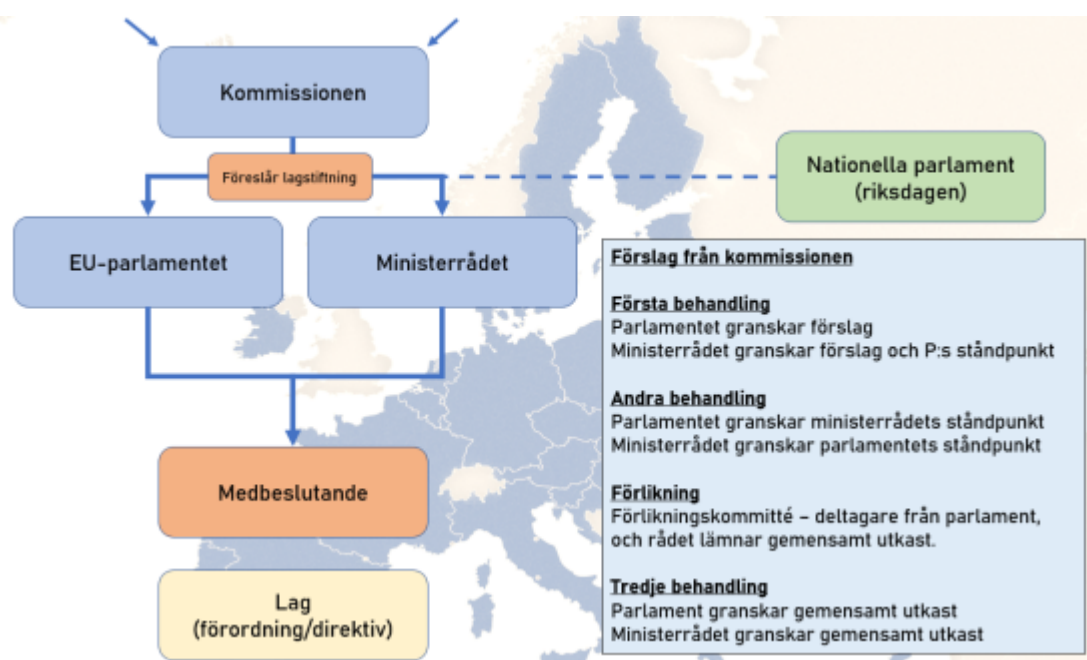 Kommissionen
Föreslår lagstiftning
Nationella parlament
(riksdagen)
EU-parlamentet
Ministerrådet
Förslag från kommissionen
Första behandling
Parlamentet granskar förslag
Ministerrådet granskar förslag och P:s ståndpunkt
Andra behandling
Parlamentet granskar ministerrådets ståndpunkt
Ministerrådet granskar parlamentets ståndpunkt
Förlikning
Förlikningskommitté – deltagare från parlament,
och rådet lämnar gemensamt utkast.
Tredje behandling
Parlament granskar gemensamt utkast
Ministerrådet granskar gemensamt utkast
Medbeslutande
Lag
(förordning/direktiv)